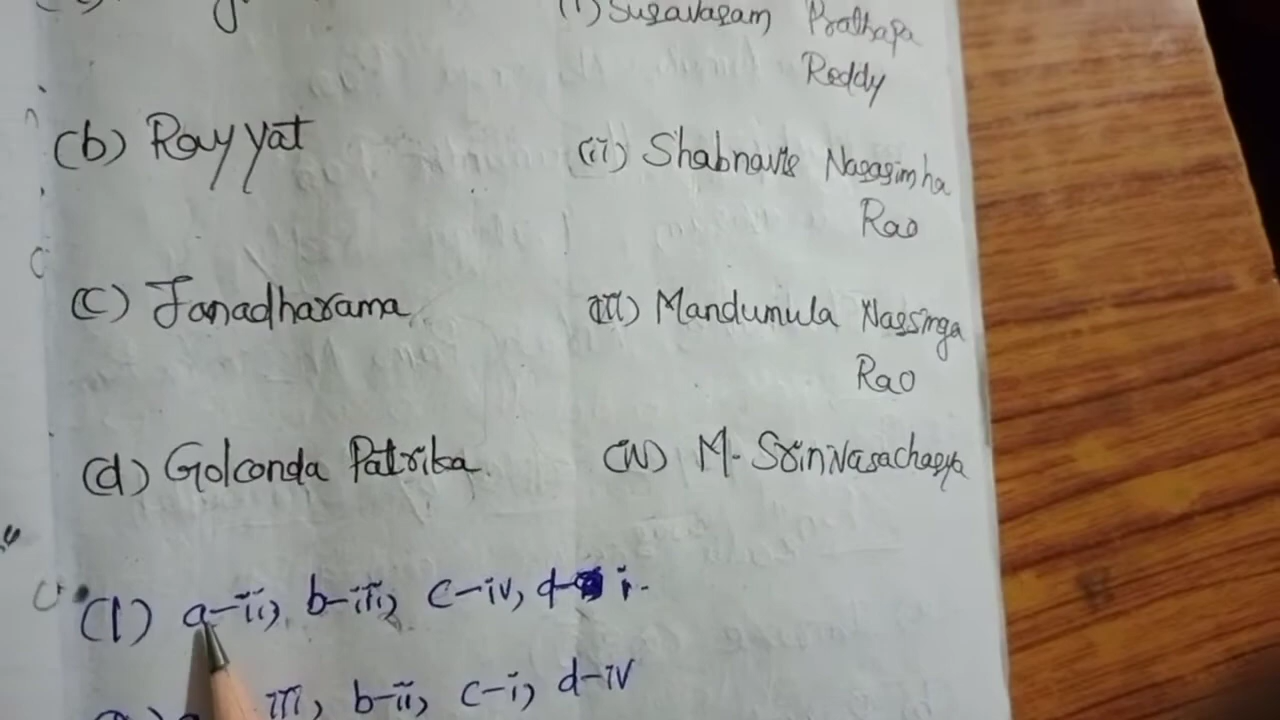 (i) Suravaram Prathapa
Reddy
(b) Rayyat
(ii) Shabnavis Narasimha
Rao
(c) Janadharama
(iii) Mandumula Narsinga
Rao
(d) Golconda Patrika
(iv) M. Srinivasacharya
(1) a-ii, b-iii, c-iv, d- i.
iii, b-ii, c-i, d-iv